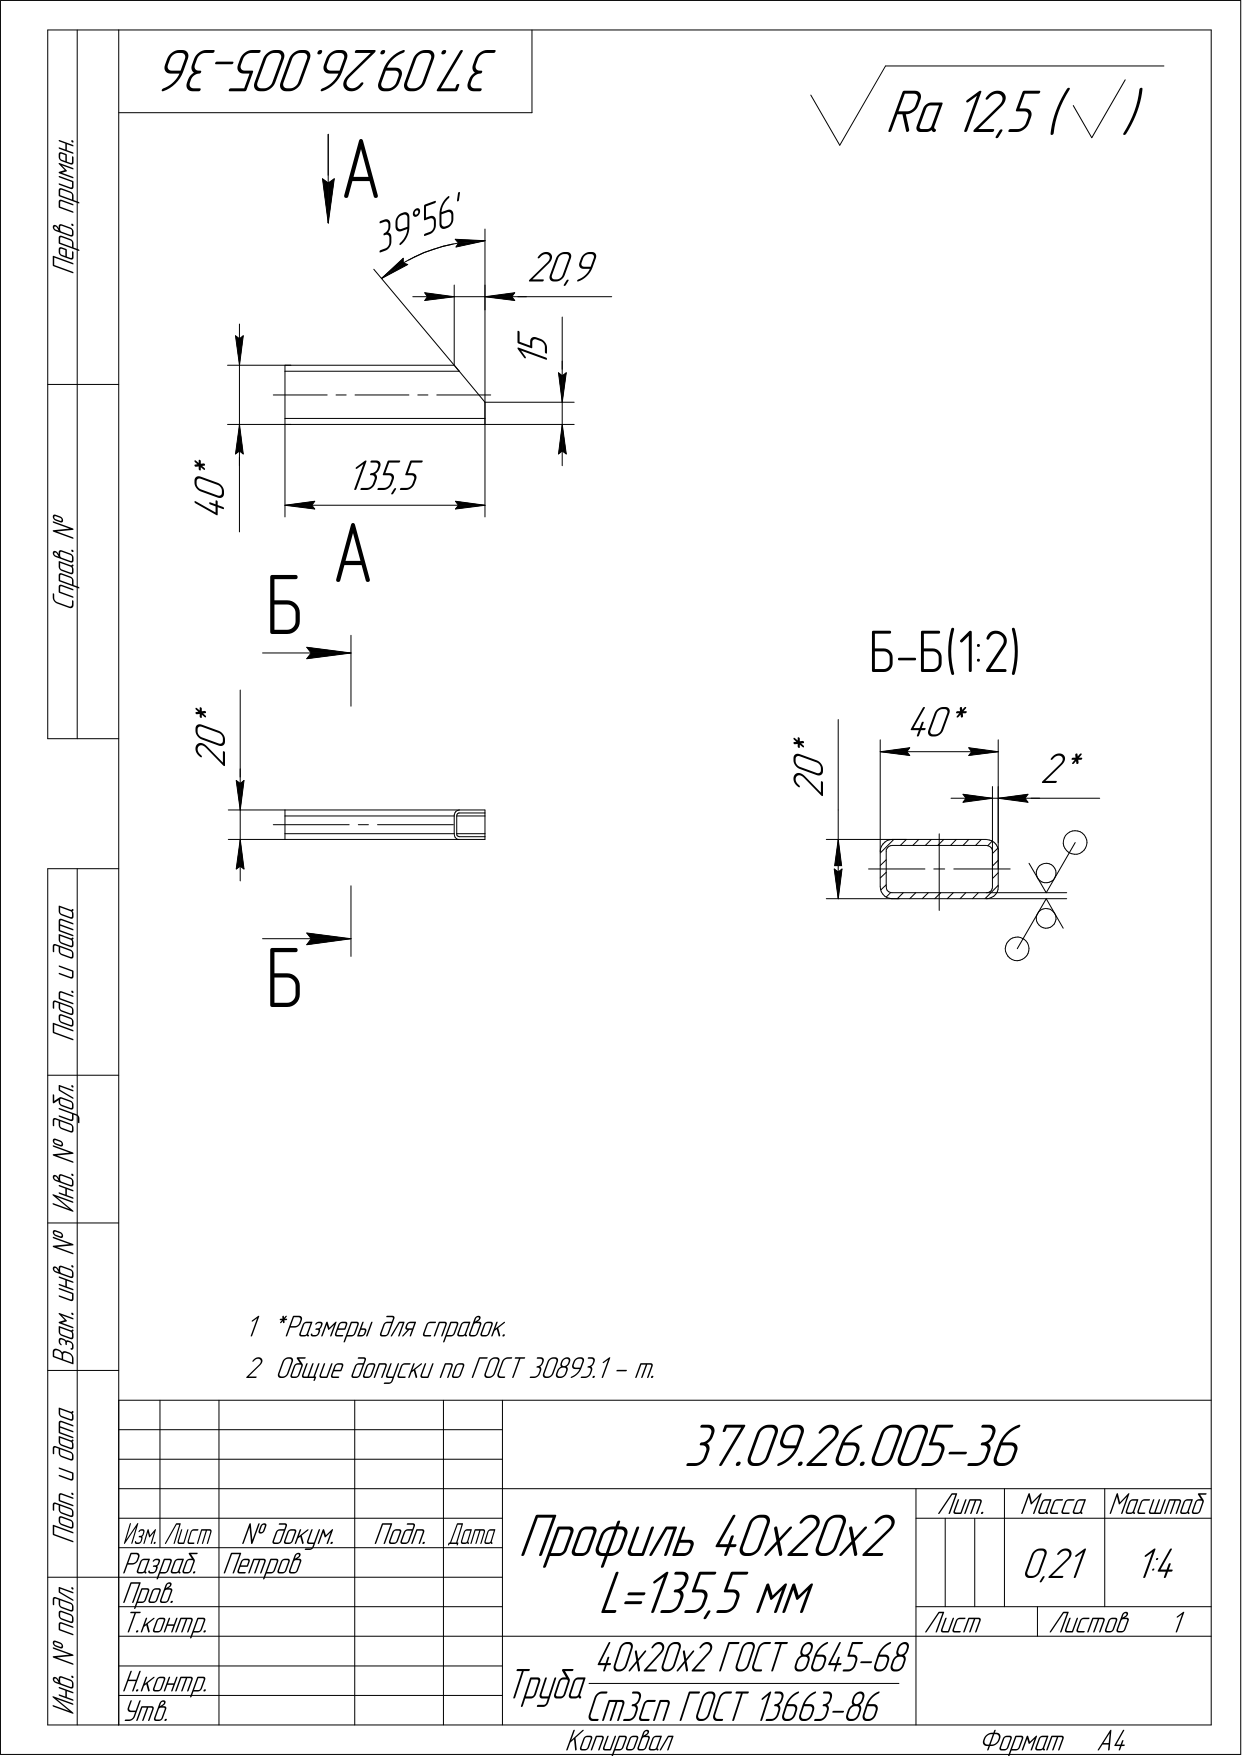 37.09.26.005-36
Ra 12,5 (√)
А
39°56'
20,9
15
40*
135,5
А
Б
20*
Б
Б-Б(1:2)
40*
20*
2*
1 *Размеры для справок.
2 Общие допуски по ГОСТ 30893.1 - т.
Перв. примен.
Справ. №
Подп. и дата
Инв. № дубл.
Взам. инв. №
Подп. и дата
Инв. № подл.
37.09.26.005-36
Изм. Лист № докум. Подп. Дата
Разраб. Петров
Пров.
Т.контр.
Н.контр.
Утв.
Профиль 40х20х2
L=135,5 мм
Лит. Масса Масштаб
0,21 1:4
Лист Листов 1
Труба 40х20х2 ГОСТ 8645-68
Ст3сп ГОСТ 13663-86
Копировал Формат А4